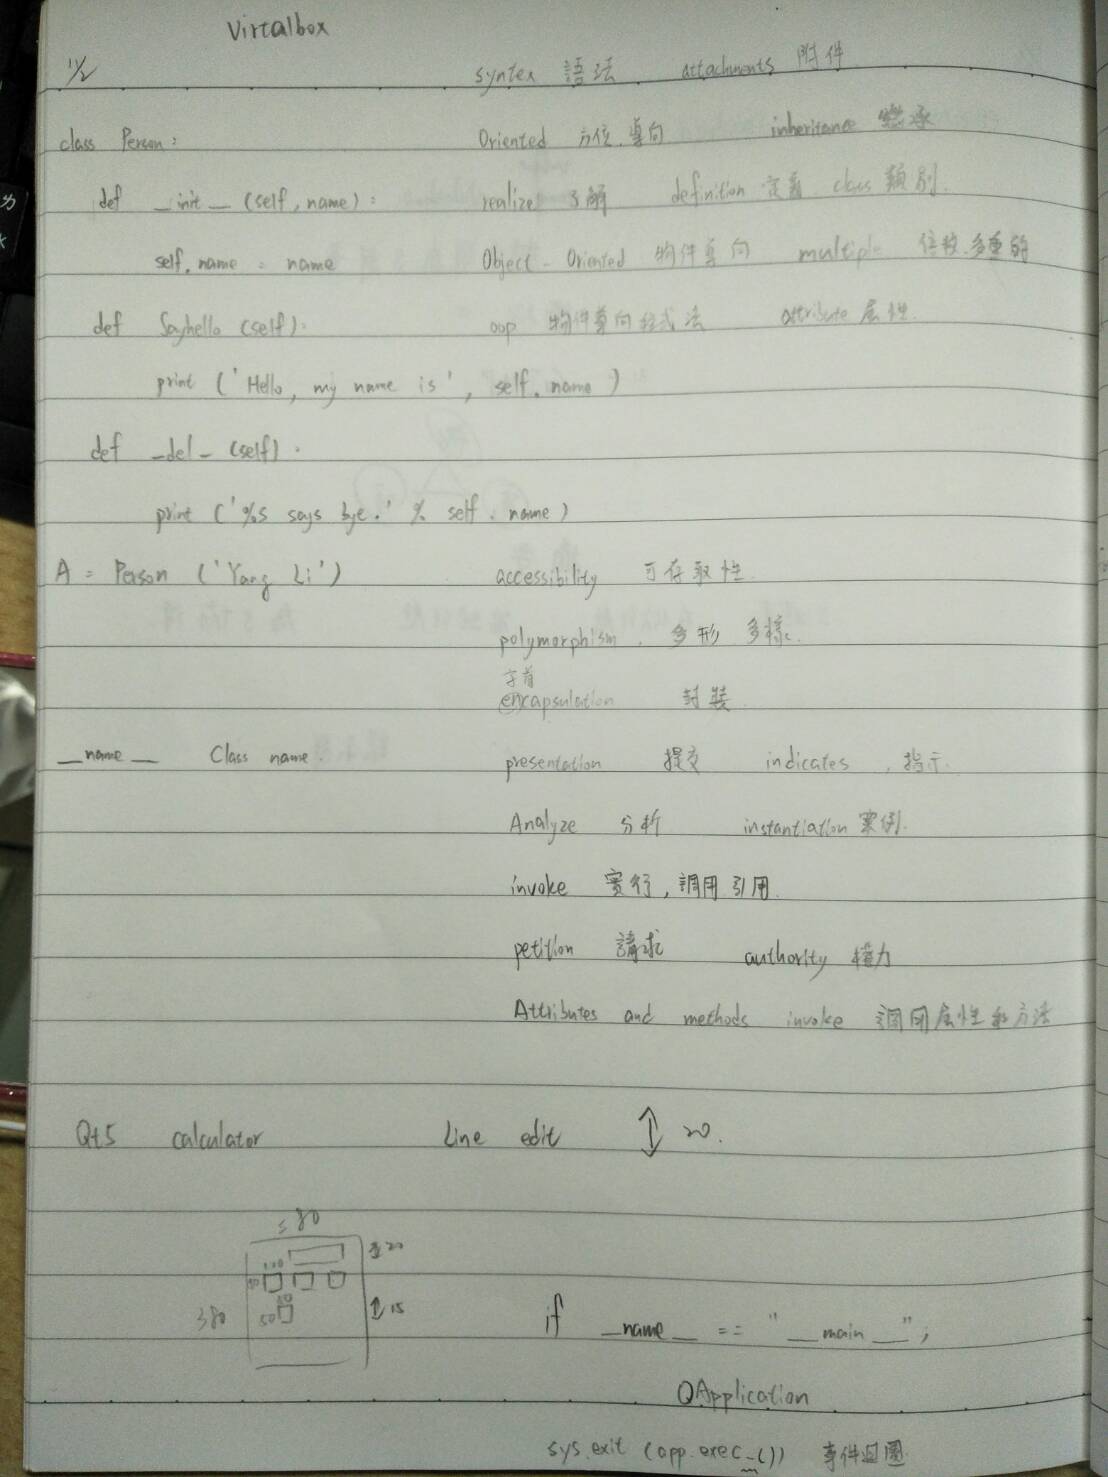 Virtalbox
11/2 syntex 語法 attachments 附件
class Person: Oriented 方位.導向 inheritance 繼承
def __init__ (self, name): realize 了解 definition 定義 class 類別.
self.name = name Object-Oriented 物件導向 multiple 倍數.多重的
def Sayhello (self): oop 物件導向程式法 attribute 屬性.
print ('Hello, my name is', self.name)
def _del_ (self):
print ('%s says bye.' % self.name)
A = Person ('Yang Li') accessibility 可存取性
polymorphism. 多形 多樣.
字首
encapsulation 封裝
__name__ Class name. presentation 提交 indicates, 指示.
Analyze 分析 instantiation 案例.
invoke 實行,調用.引用.
petition 請求 authority 權力
Attributes and methods invoke 調用屬性和方法
Qt5 calculator Line edit 20.
380
20
50
380 50 15
if __name__ == "__main__";
QApplication
sys.exit (app.exec_()) 事件迴圈.